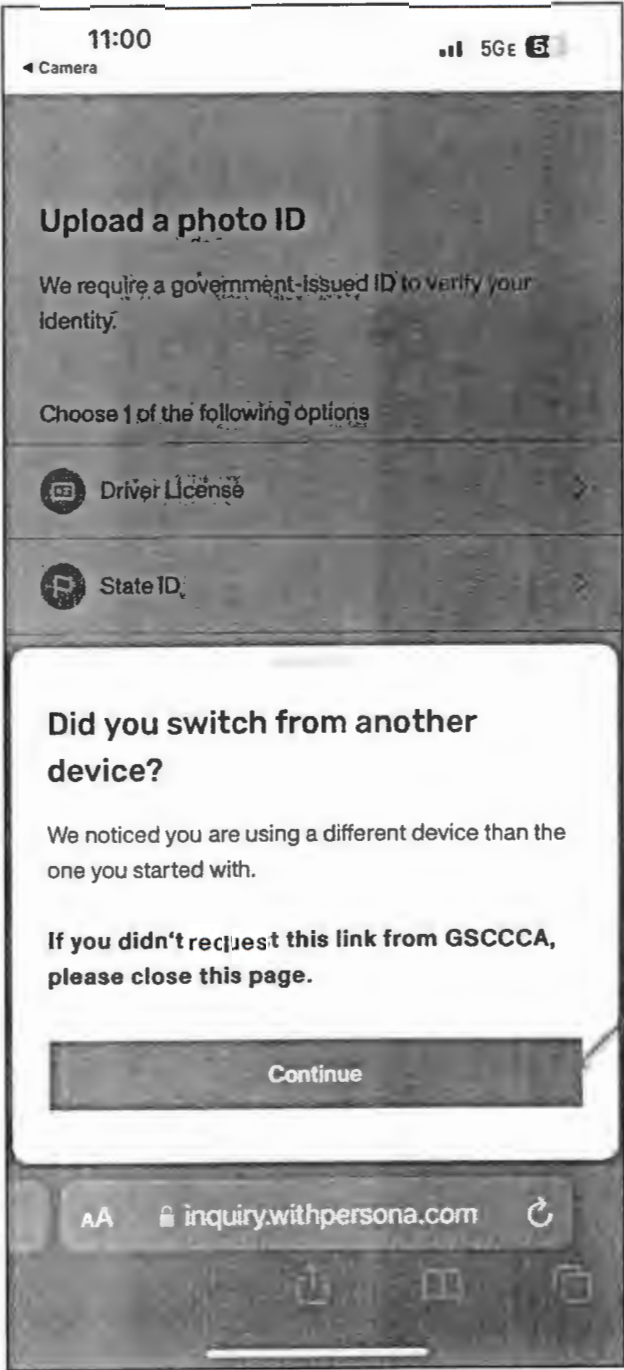 11:00
◀ Camera
5GE 5
Upload a photo ID
We require a government-issued ID to verify your
identity.
Choose 1 of the following options
Driver License
State ID
Did you switch from another
device?
We noticed you are using a different device than the
one you started with.
If you didn't request this link from GSCCCA,
please close this page.
Continue
AA inquiry.withpersona.com